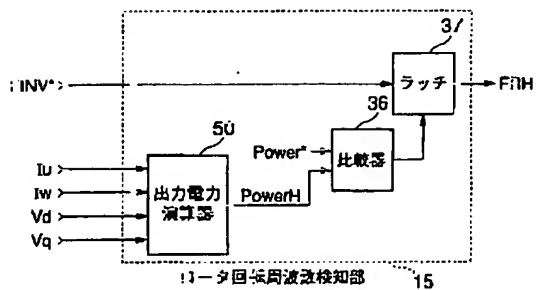 37
FINV*
ラッチ
FRH
36
50
Power*
比較器
Iu
Iw
Vd
Vq
出力電力
演算器
PowerH
ロータ回転周波数検知部
15